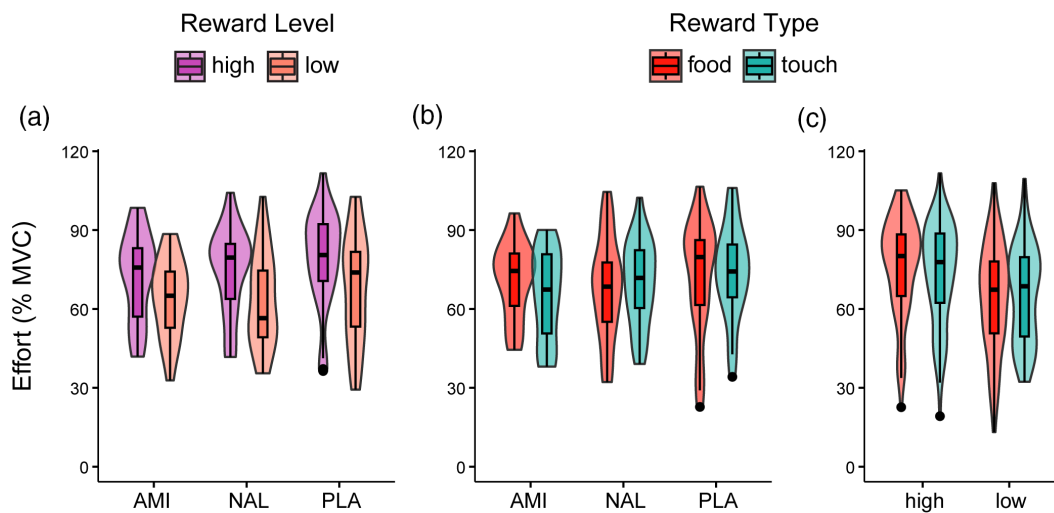 Reward Level
high low
Reward Type
food touch
(a)
(b)
(c)
Effort (% MVC)
120
90
60
30
0
AMI NAL PLA
120
90
60
30
0
AMI NAL PLA
120
90
60
30
0
high low